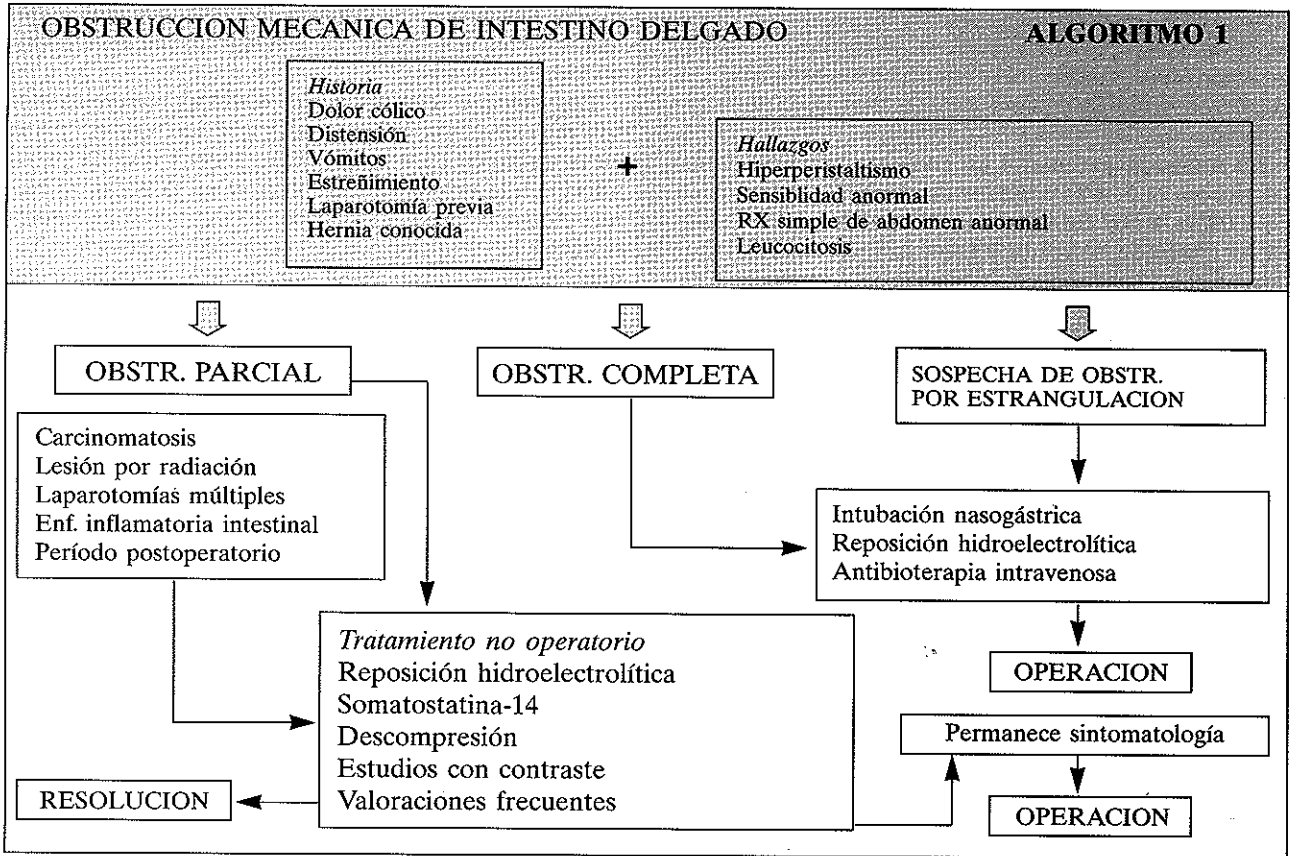 OBSTRUCCION MECANICA DE INTESTINO DELGADO
ALGORITMO 1
Historia
Dolor cólico
Distensión
Vómitos
Estreñimiento
Laparotomía previa
Hernia conocida
+
Hallazgos
Hiperperistaltismo
Sensiblidad anormal
RX simple de abdomen anormal
Leucocitosis
OBSTR. PARCIAL
OBSTR. COMPLETA
SOSPECHA DE OBSTR.
POR ESTRANGULACION
Carcinomatosis
Lesión por radiación
Laparotomías múltiples
Enf. inflamatoria intestinal
Período postoperatorio
Intubación nasogástrica
Reposición hidroelectrolítica
Antibioterapia intravenosa
OPERACION
Tratamiento no operatorio
Reposición hidroelectrolítica
Somatostatina-14
Descompresión
Estudios con contraste
Valoraciones frecuentes
RESOLUCION
Permanece sintomatología
OPERACION